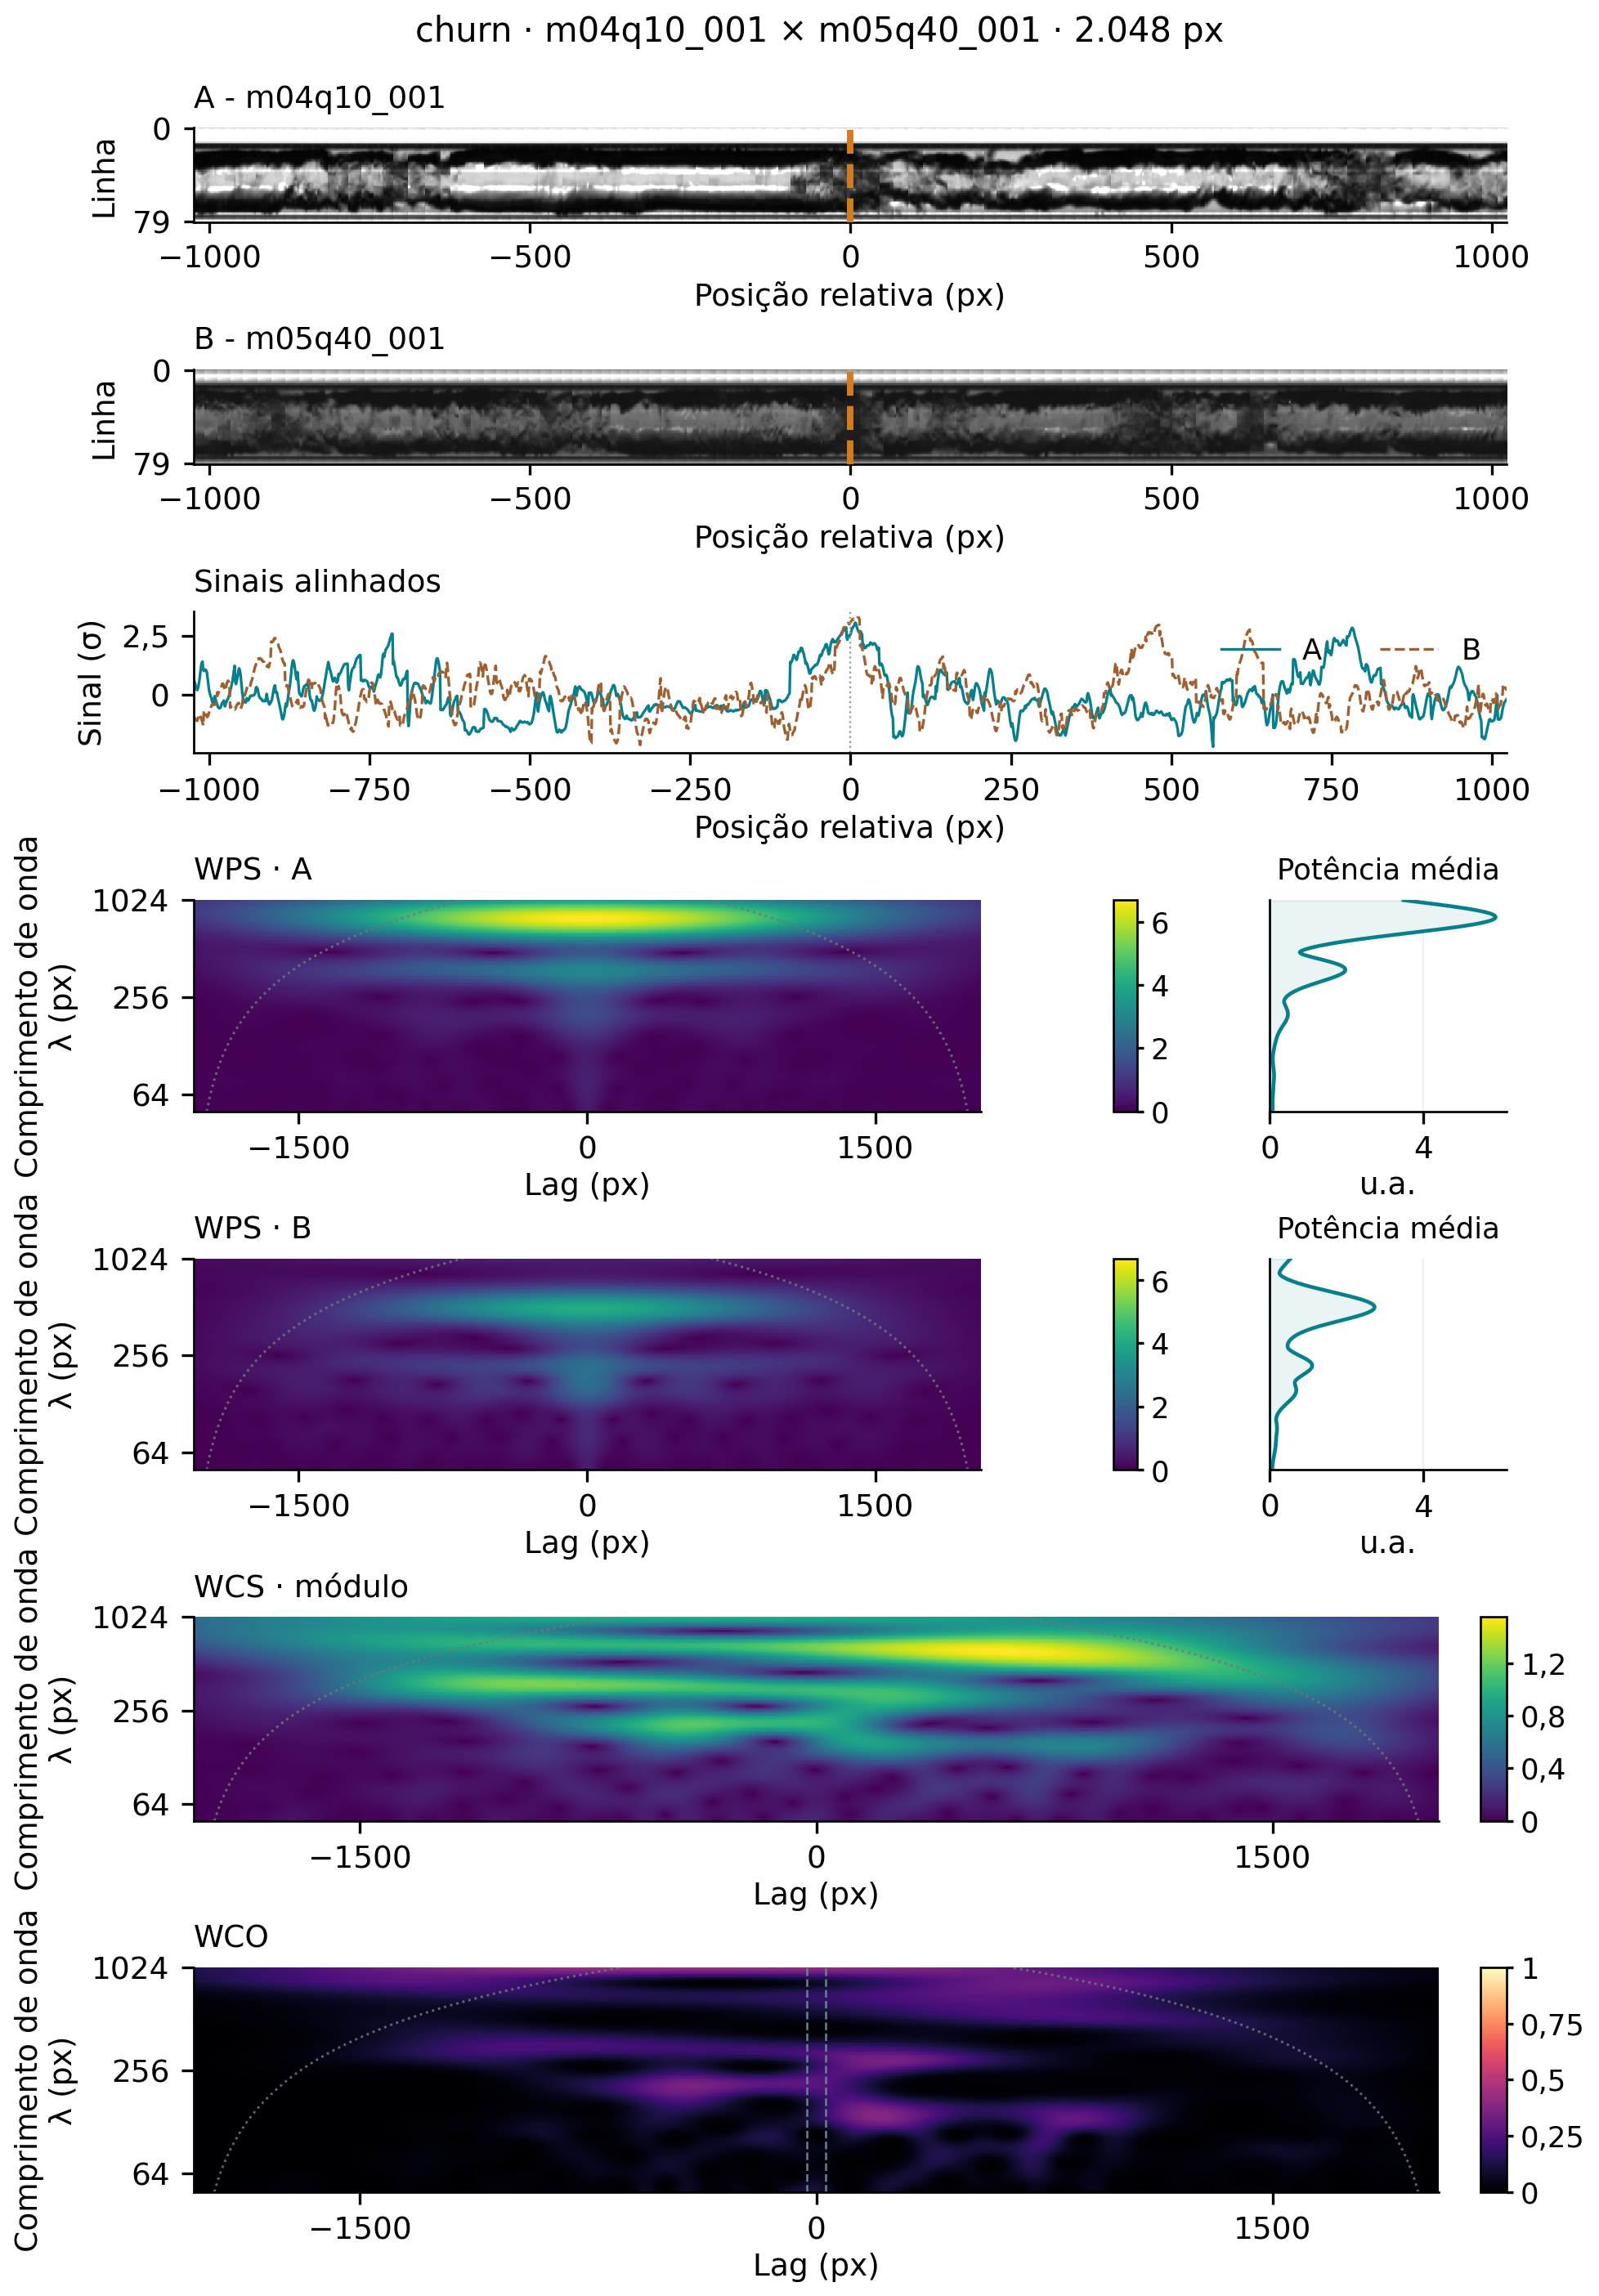 churn · m04q10_001 × m05q40_001 · 2.048 px
A - m04q10_001
Linha
0
79
−1000 −500 0 500 1000
Posição relativa (px)
B - m05q40_001
Linha
0
79
−1000 −500 0 500 1000
Posição relativa (px)
Sinais alinhados
Sinal (σ)
2,5
0
A B
−1000 −750 −500 −250 0 250 500 750 1000
Posição relativa (px)
WPS · A
Comprimento de onda
λ (px)
1024
256
64
−1500 0 1500
Lag (px)
6
4
2
0
Potência média
0 4
u.a.
WPS · B
Comprimento de onda
λ (px)
1024
256
64
−1500 0 1500
Lag (px)
6
4
2
0
Potência média
0 4
u.a.
WCS · módulo
Comprimento de onda
λ (px)
1024
256
64
−1500 0 1500
Lag (px)
1,2
0,8
0,4
0
WCO
Comprimento de onda
λ (px)
1024
256
64
−1500 0 1500
Lag (px)
1
0,75
0,5
0,25
0